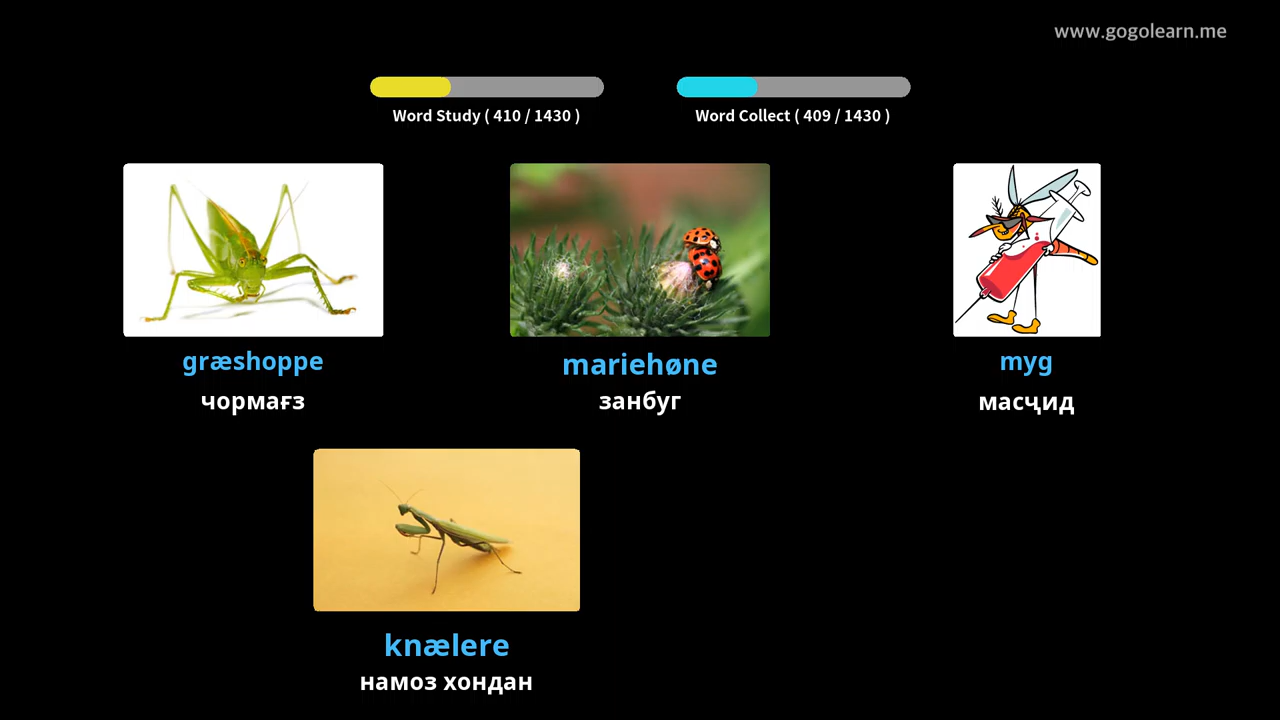 www.gogolearn.me
Word Study ( 410 / 1430 )
Word Collect ( 409 / 1430 )
græshoppe
mariehøne
myg
чормағз
занбуг
масҷид
knælere
намоз хондан